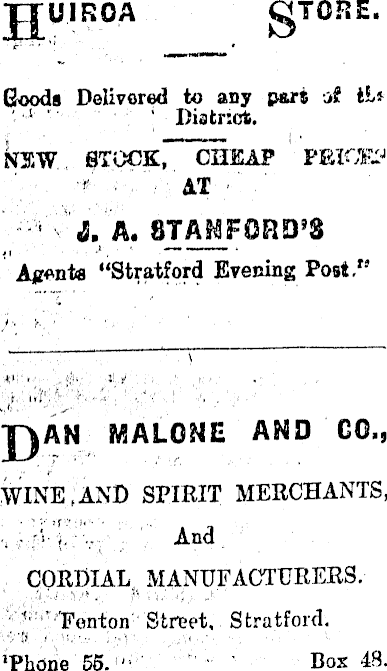 HUIROA STORE.
Goods Delivered to any part of the
District.
NEW STOCK, CHEAP PRICES
AT
J. A. STANFORD'S
Agents "Stratford Evening Post."
DAN MALONE AND CO.,
WINE AND SPIRIT MERCHANTS,
And
CORDIAL MANUFACTURERS.
Fenton Street, Stratford.
'Phone 55. Box 48.